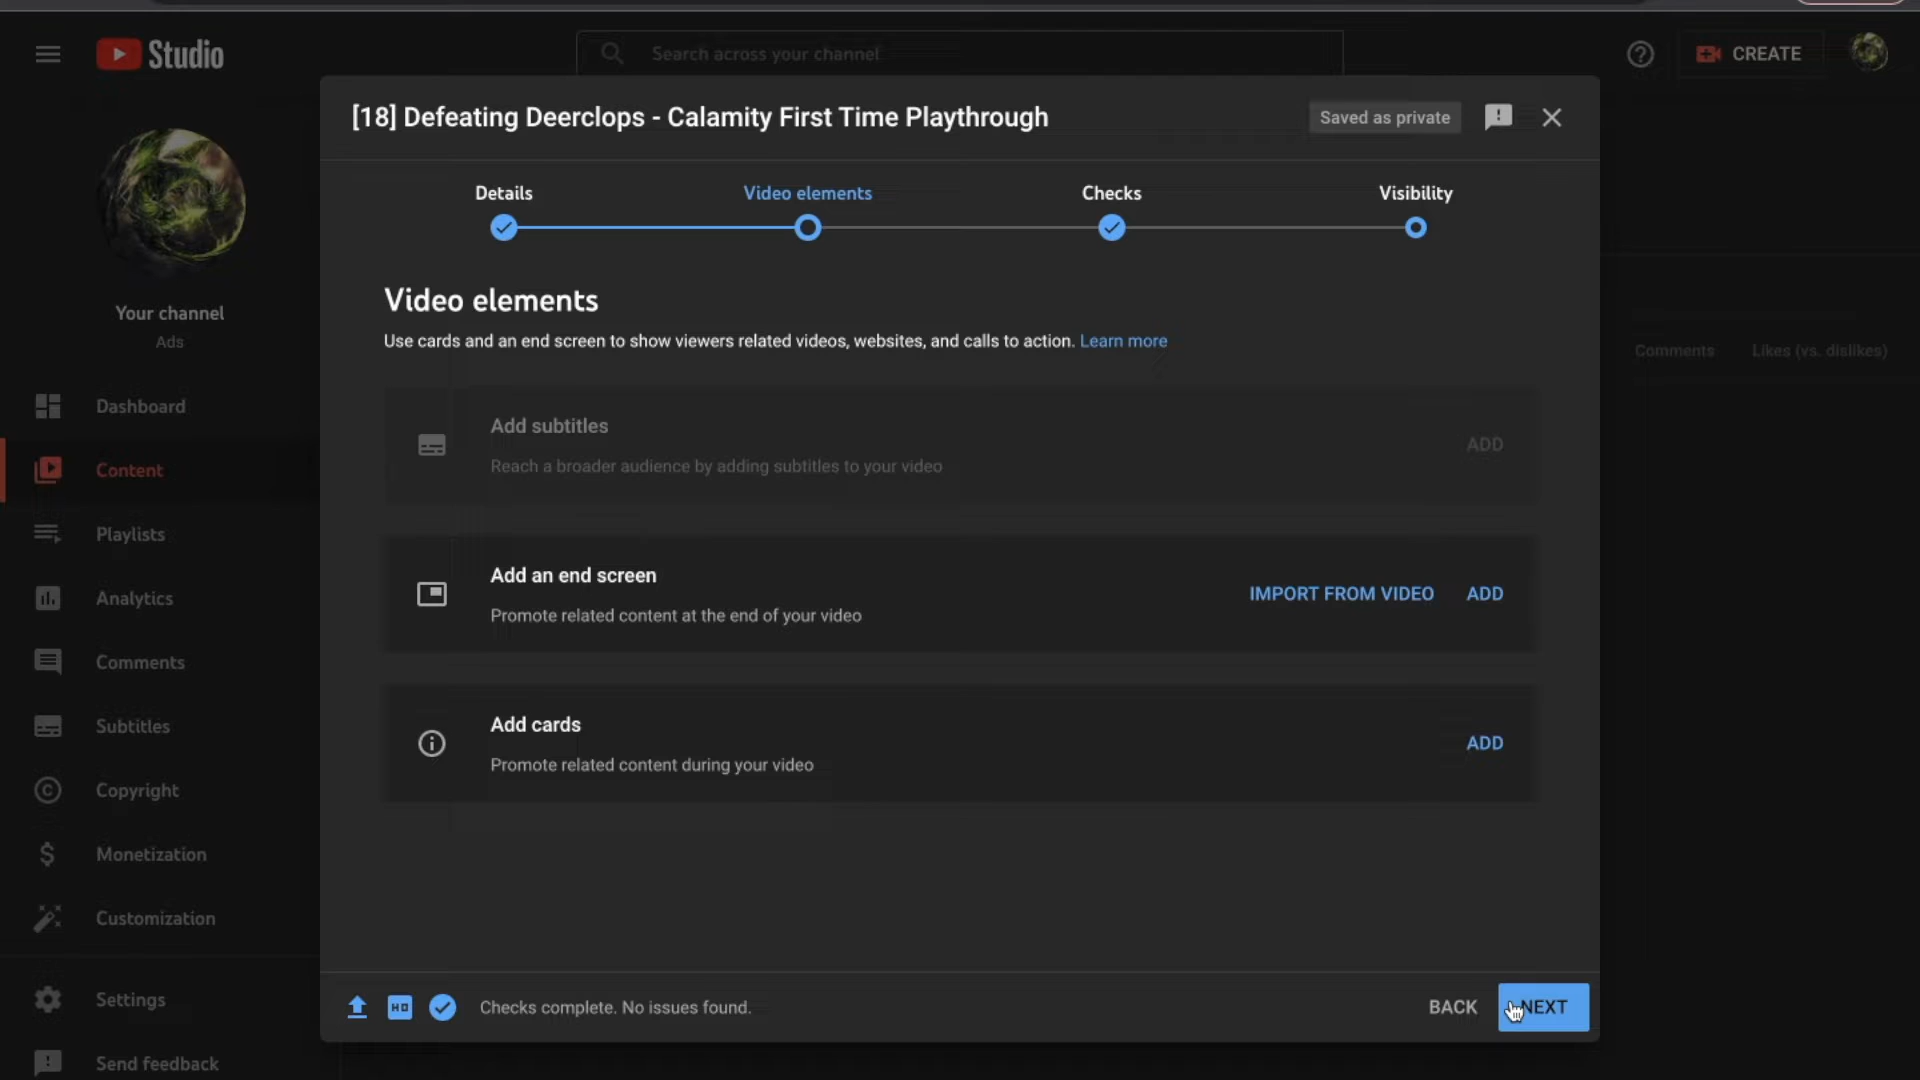 Studio
Search across your channel
CREATE
[18] Defeating Deerclops - Calamity First Time Playthrough
Saved as private
Details
Video elements
Checks
Visibility
Video elements
Use cards and an end screen to show viewers related videos, websites, and calls to action. Learn more
Add subtitles
Reach a broader audience by adding subtitles to your video
ADD
Add an end screen
Promote related content at the end of your video
IMPORT FROM VIDEO
ADD
Add cards
Promote related content during your video
ADD
HD
Checks complete. No issues found.
BACK
NEXT
Your channel
Ads
Dashboard
Content
Playlists
Analytics
Comments
Subtitles
Copyright
Monetization
Customization
Settings
Send feedback
Comments
Likes (vs. dislikes)